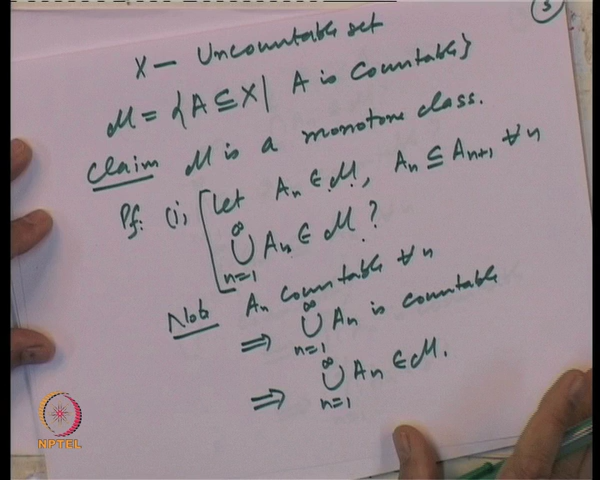 3
X — Uncountable set
M = {A ⊆ X | A is countable}
Claim M is a monotone class.
Pf: (i) [Let An ∈ M, An ⊆ An+1 ∀ n
∞
∪ An ∈ M ?
n=1
Note An countable ∀ n
∞
⇒ ∪ An is countable
n=1
∞
⇒ ∪ An ∈ M.
n=1
NPTEL